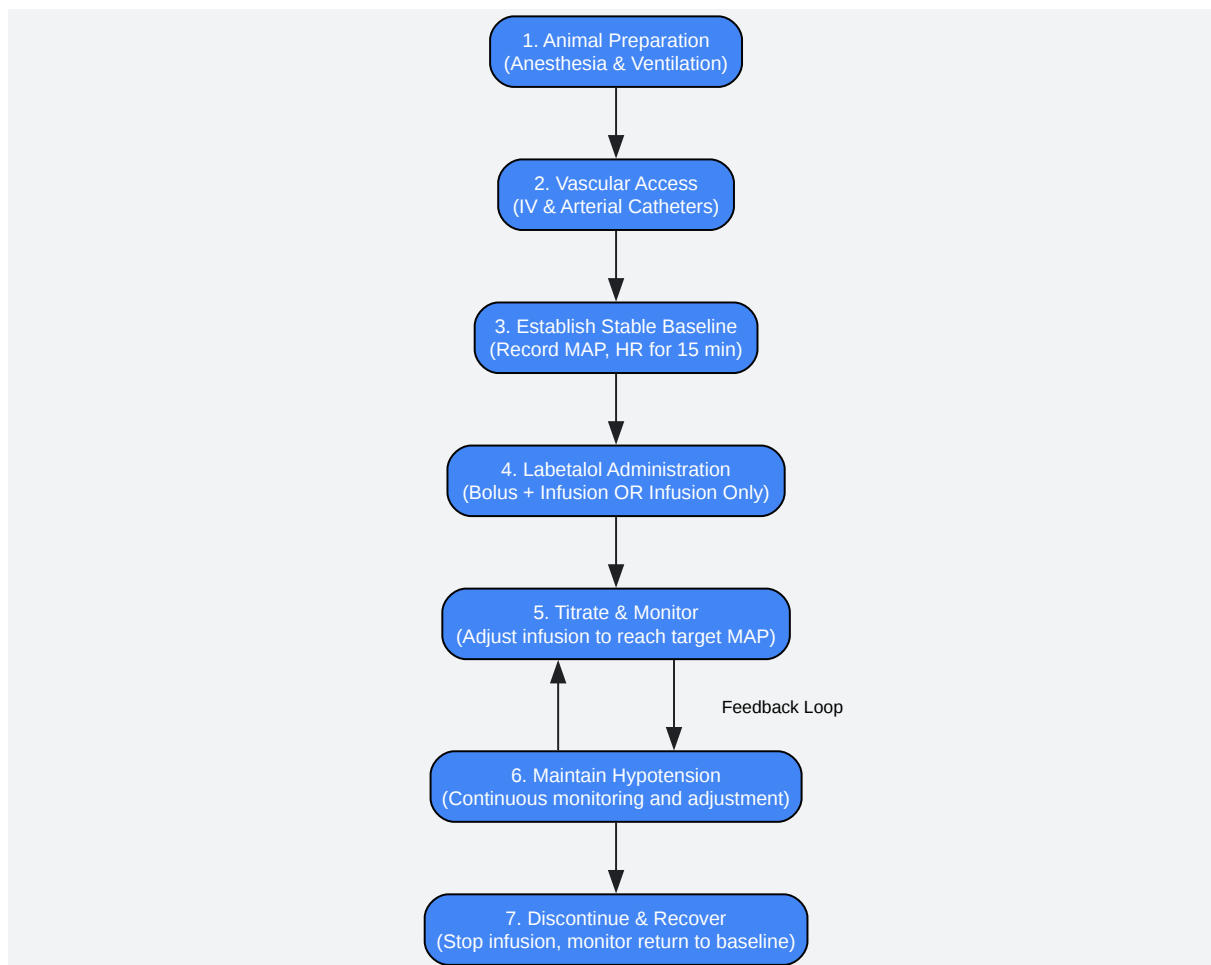 1. Animal Preparation
(Anesthesia & Ventilation)
2. Vascular Access
(IV & Arterial Catheters)
3. Establish Stable Baseline
(Record MAP, HR for 15 min)
4. Labetalol Administration
(Bolus + Infusion OR Infusion Only)
5. Titrate & Monitor
(Adjust infusion to reach target MAP)
Feedback Loop
6. Maintain Hypotension
(Continuous monitoring and adjustment)
7. Discontinue & Recover
(Stop infusion, monitor return to baseline)